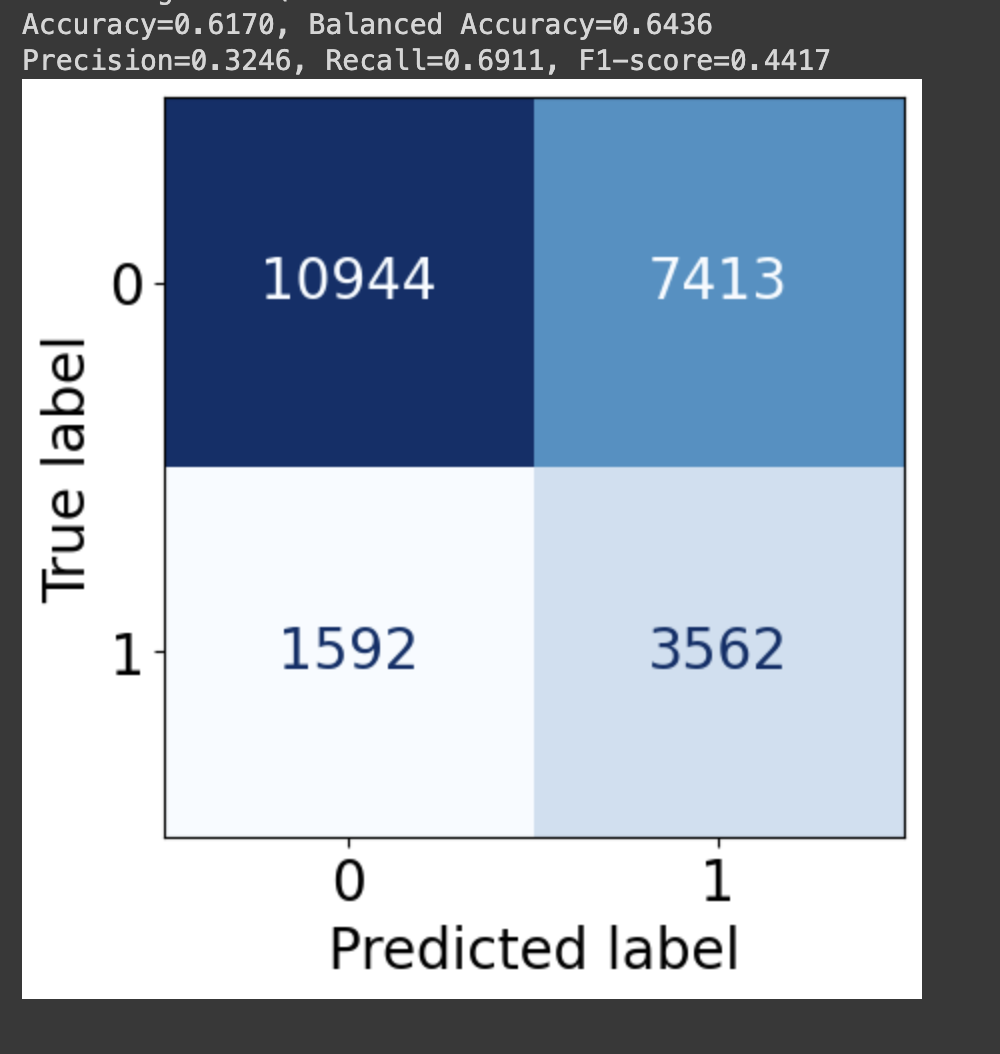 Accuracy=0.6170, Balanced Accuracy=0.6436
Precision=0.3246, Recall=0.6911, F1-score=0.4417
0
10944
7413
True label
1
1592
3562
0
1
Predicted label